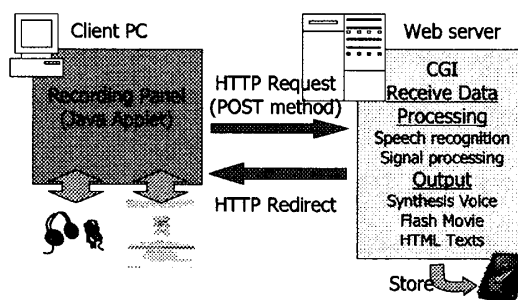 Client PC
Recording Panel
(Java Applet)
HTTP Request
(POST method)
HTTP Redirect
Web server
CGI
Receive Data
Processing
Speech recognition
Signal processing
Output
Synthesis Voice
Flash Movie
HTML Texts
Store